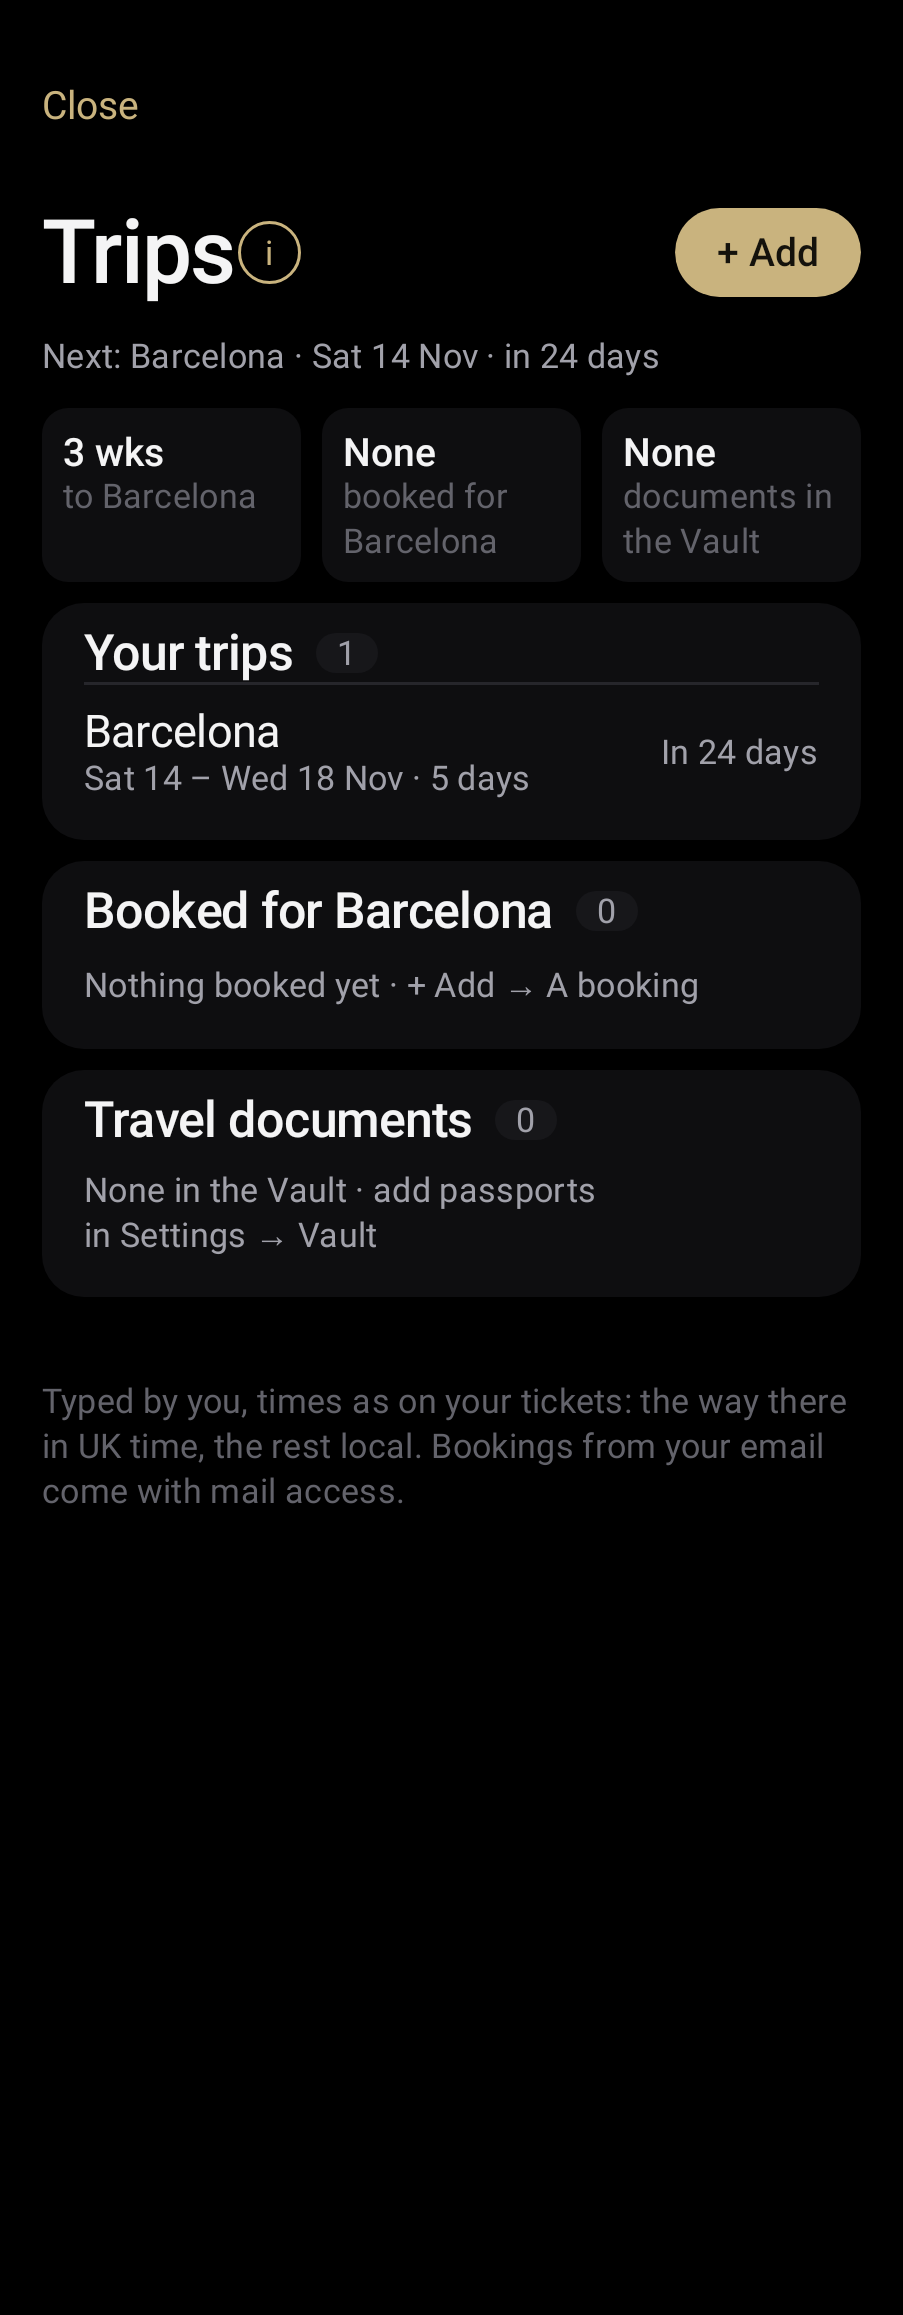 Close
Trips i
+ Add
Next: Barcelona · Sat 14 Nov · in 24 days
3 wks
to Barcelona
None
booked for
Barcelona
None
documents in
the Vault
Your trips 1
Barcelona
Sat 14 – Wed 18 Nov · 5 days
In 24 days
Booked for Barcelona 0
Nothing booked yet · + Add → A booking
Travel documents 0
None in the Vault · add passports
in Settings → Vault
Typed by you, times as on your tickets: the way there
in UK time, the rest local. Bookings from your email
come with mail access.